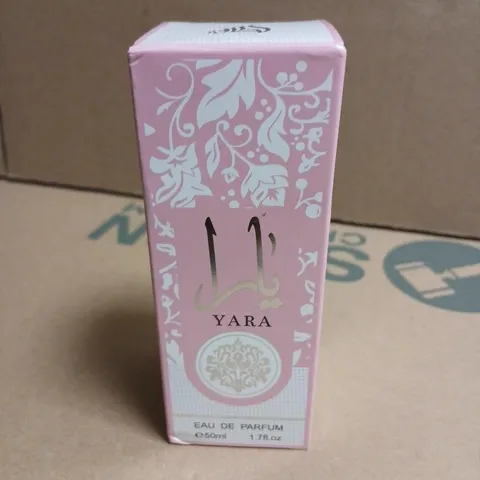 يارا
YARA
EAU DE PARFUM
℮50ml 1.7fl.oz